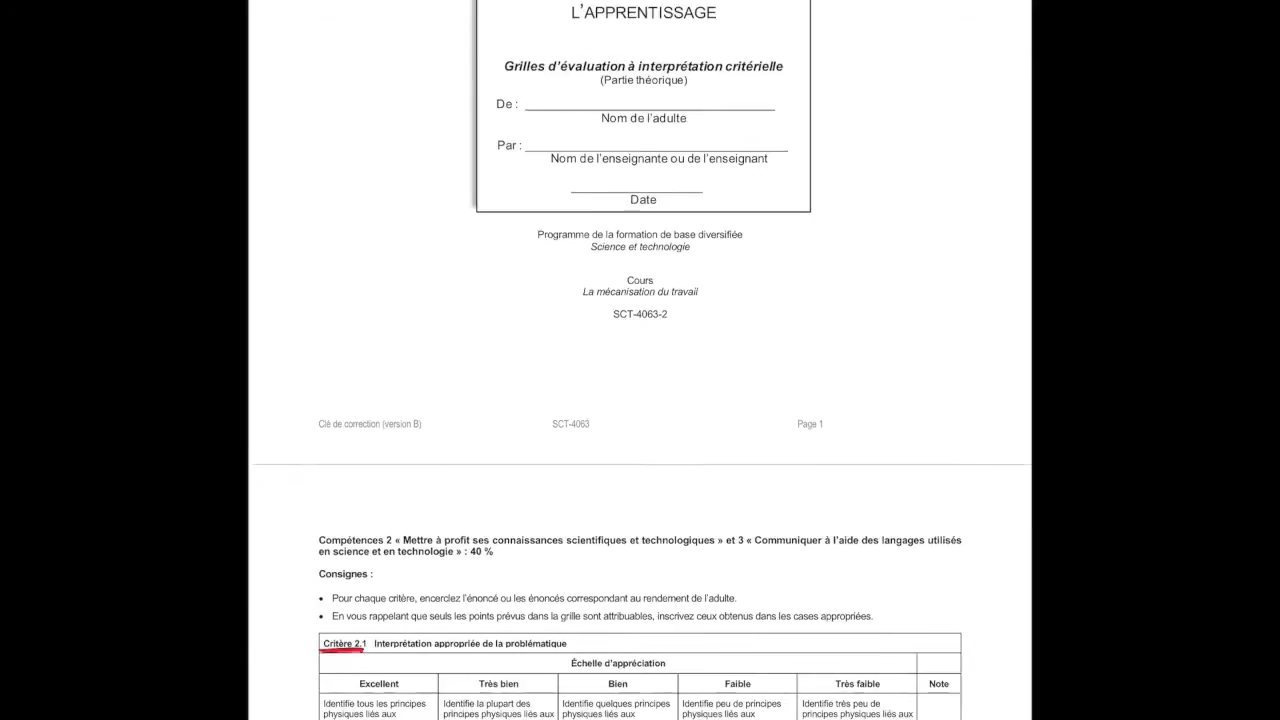 L'APPRENTISSAGE
Grilles d'évaluation à interprétation critérielle
(Partie théorique)
De :
Nom de l'adulte
Par :
Nom de l'enseignante ou de l'enseignant
Date
Programme de la formation de base diversifiée
Science et technologie
Cours
La mécanisation du travail
SCT-4063-2
Clé de correction (version B) SCT-4063 Page 1
Compétences 2 « Mettre à profit ses connaissances scientifiques et technologiques » et 3 « Communiquer à l'aide des langages utilisés
en science et en technologie » : 40 %
Consignes :
• Pour chaque critère, encerclez l'énoncé ou les énoncés correspondant au rendement de l'adulte.
• En vous rappelant que seuls les points prévus dans la grille sont attribuables, inscrivez ceux obtenus dans les cases appropriées.
Critère 2.1 Interprétation appropriée de la problématique
Échelle d'appréciation
Excellent Très bien Bien Faible Très faible Note
Identifie tous les principes Identifie la plupart des Identifie quelques principes Identifie peu de principes Identifie très peu de
physiques liés aux principes physiques liés aux physiques liés aux physiques liés aux principes physiques liés aux